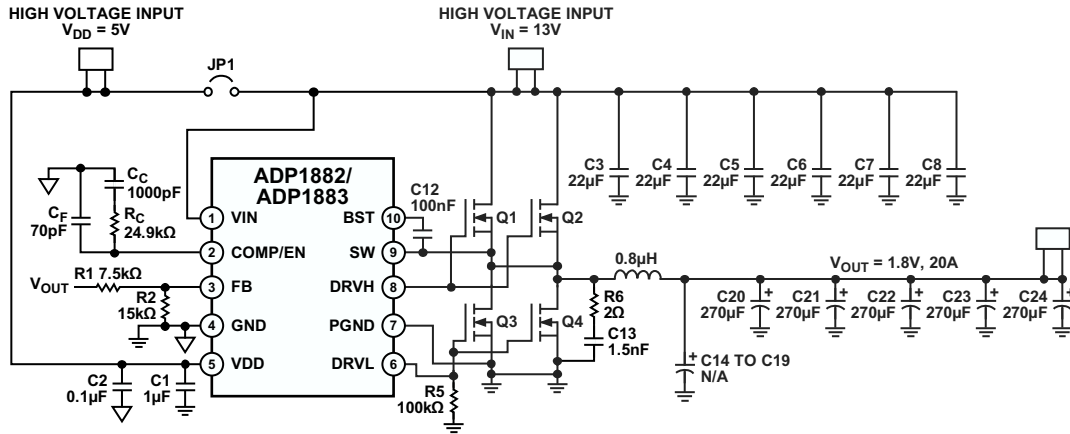 HIGH VOLTAGE INPUT
V_DD = 5V
HIGH VOLTAGE INPUT
V_IN = 13V
JP1
C3
22µF
C4
22µF
C5
22µF
C6
22µF
C7
22µF
C8
22µF
ADP1882/
ADP1883
C_C
1000pF
C_F
70pF
R_C
24.9kΩ
1 VIN
2 COMP/EN
3 FB
4 GND
5 VDD
BST 10
SW 9
DRVH 8
PGND 7
DRVL 6
C12
100nF
Q1
Q2
Q3
Q4
V_OUT
R1 7.5kΩ
R2
15kΩ
C2
0.1µF
C1
1µF
R5
100kΩ
0.8µH
R6
2Ω
C13
1.5nF
V_OUT = 1.8V, 20A
C20
270µF
+
C21
270µF
+
C22
270µF
+
C23
270µF
+
C24
270µF
+
+
C14 TO C19
N/A